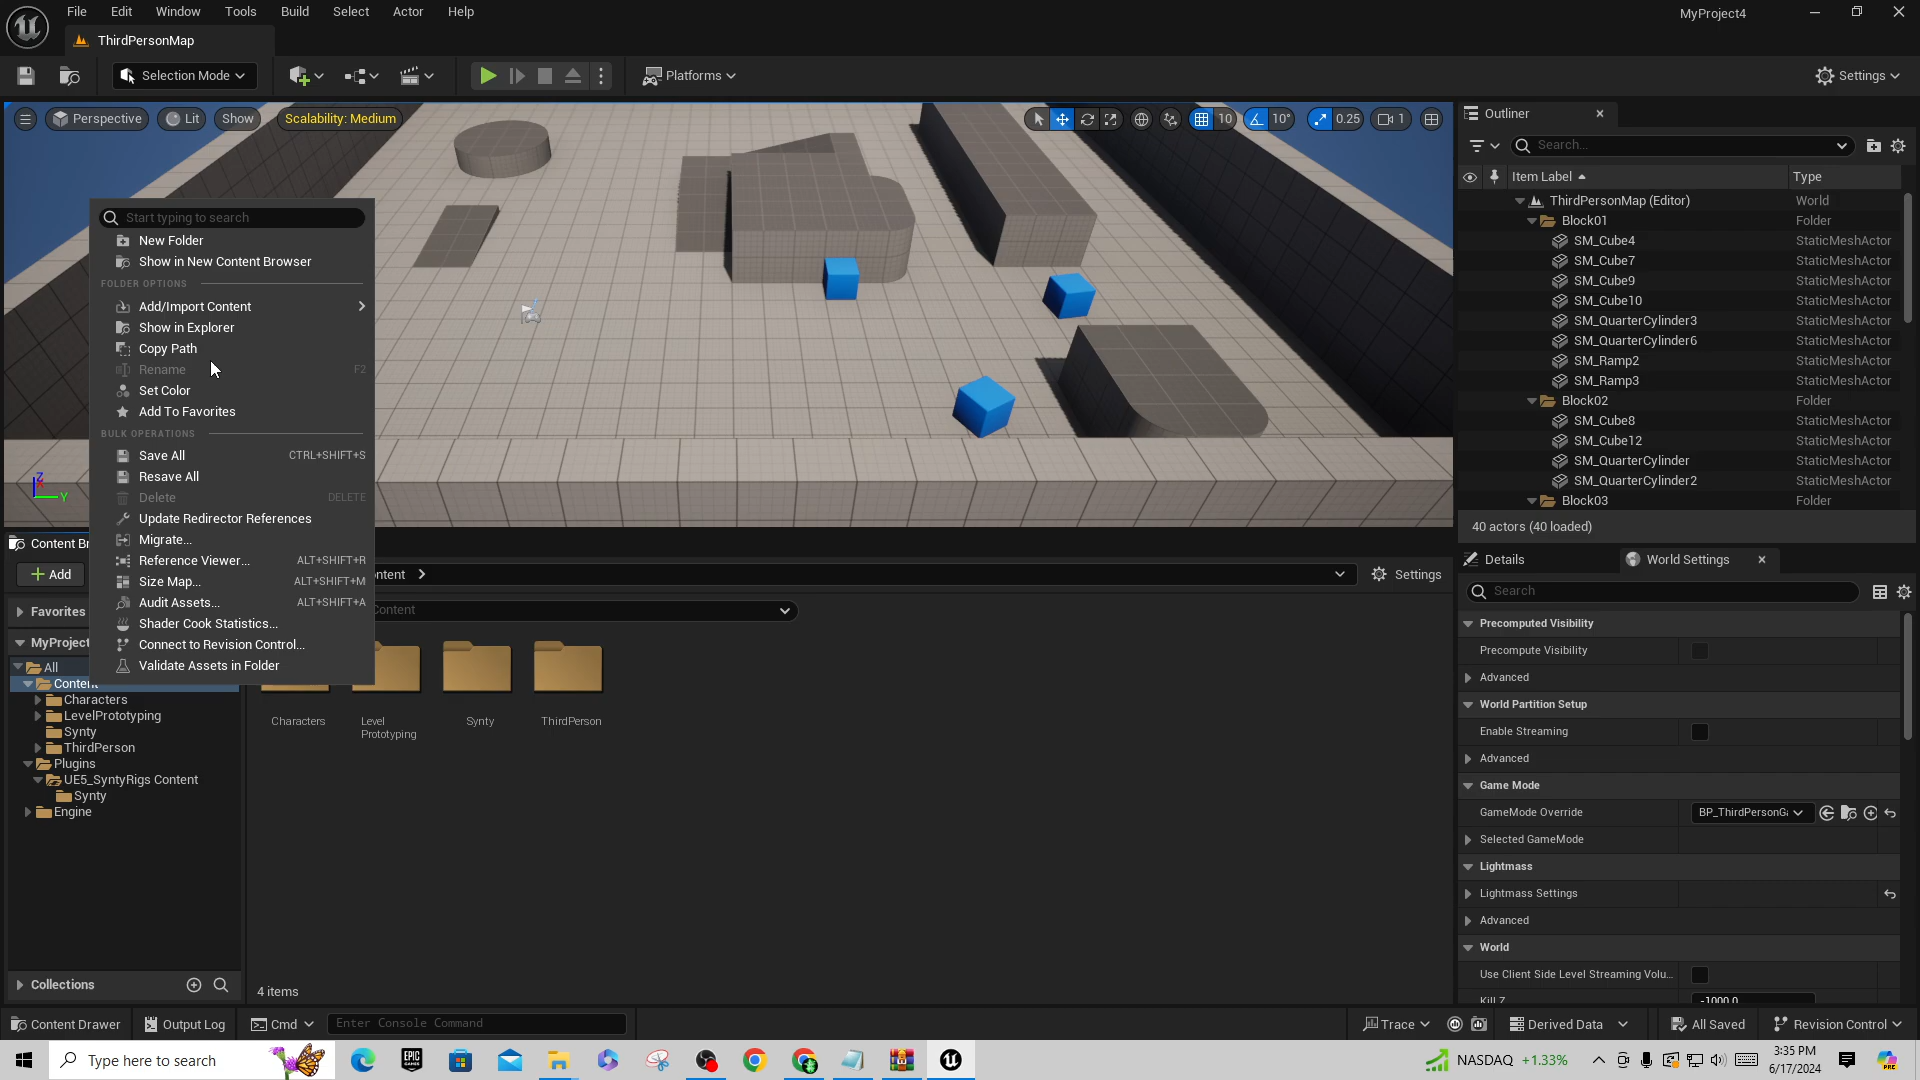 File Edit Window Tools Build Select Actor Help
MyProject4
ThirdPersonMap
Selection Mode
Platforms
Settings
Perspective Lit Show Scalability: Medium
10 10° 0.25 1
Start typing to search
New Folder
Show in New Content Browser
FOLDER OPTIONS
Add/Import Content
Show in Explorer
Copy Path
Rename F2
Set Color
Add To Favorites
BULK OPERATIONS
Save All CTRL+SHIFT+S
Resave All
Delete DELETE
Update Redirector References
Migrate...
Reference Viewer... ALT+SHIFT+R
Size Map... ALT+SHIFT+M
Audit Assets... ALT+SHIFT+A
Shader Cook Statistics...
Connect to Revision Control...
Validate Assets in Folder
Z
Y
Outliner
Search...
Item Label Type
ThirdPersonMap (Editor) World
Block01 Folder
SM_Cube4 StaticMeshActor
SM_Cube7 StaticMeshActor
SM_Cube9 StaticMeshActor
SM_Cube10 StaticMeshActor
SM_QuarterCylinder3 StaticMeshActor
SM_QuarterCylinder6 StaticMeshActor
SM_Ramp2 StaticMeshActor
SM_Ramp3 StaticMeshActor
Block02 Folder
SM_Cube8 StaticMeshActor
SM_Cube12 StaticMeshActor
SM_QuarterCylinder StaticMeshActor
SM_QuarterCylinder2 StaticMeshActor
Block03 Folder
40 actors (40 loaded)
Content Br
Add
ontent
Settings
Favorites
Content
MyProject
All
Content
Characters
LevelPrototyping
Synty
ThirdPerson
Plugins
UE5_SyntyRigs Content
Synty
Engine
Characters
Level
Prototyping
Synty
ThirdPerson
Collections
4 items
Details World Settings
Search
Precomputed Visibility
Precompute Visibility
Advanced
World Partition Setup
Enable Streaming
Advanced
Game Mode
GameMode Override BP_ThirdPersonGa
Selected GameMode
Lightmass
Lightmass Settings
Advanced
World
Use Client Side Level Streaming Volu...
Kill Z -1000.0
Content Drawer Output Log Cmd Enter Console Command
Trace Derived Data All Saved Revision Control
Type here to search
EPIC
GAMES
NASDAQ +1.33%
3:35 PM
6/17/2024
PRE